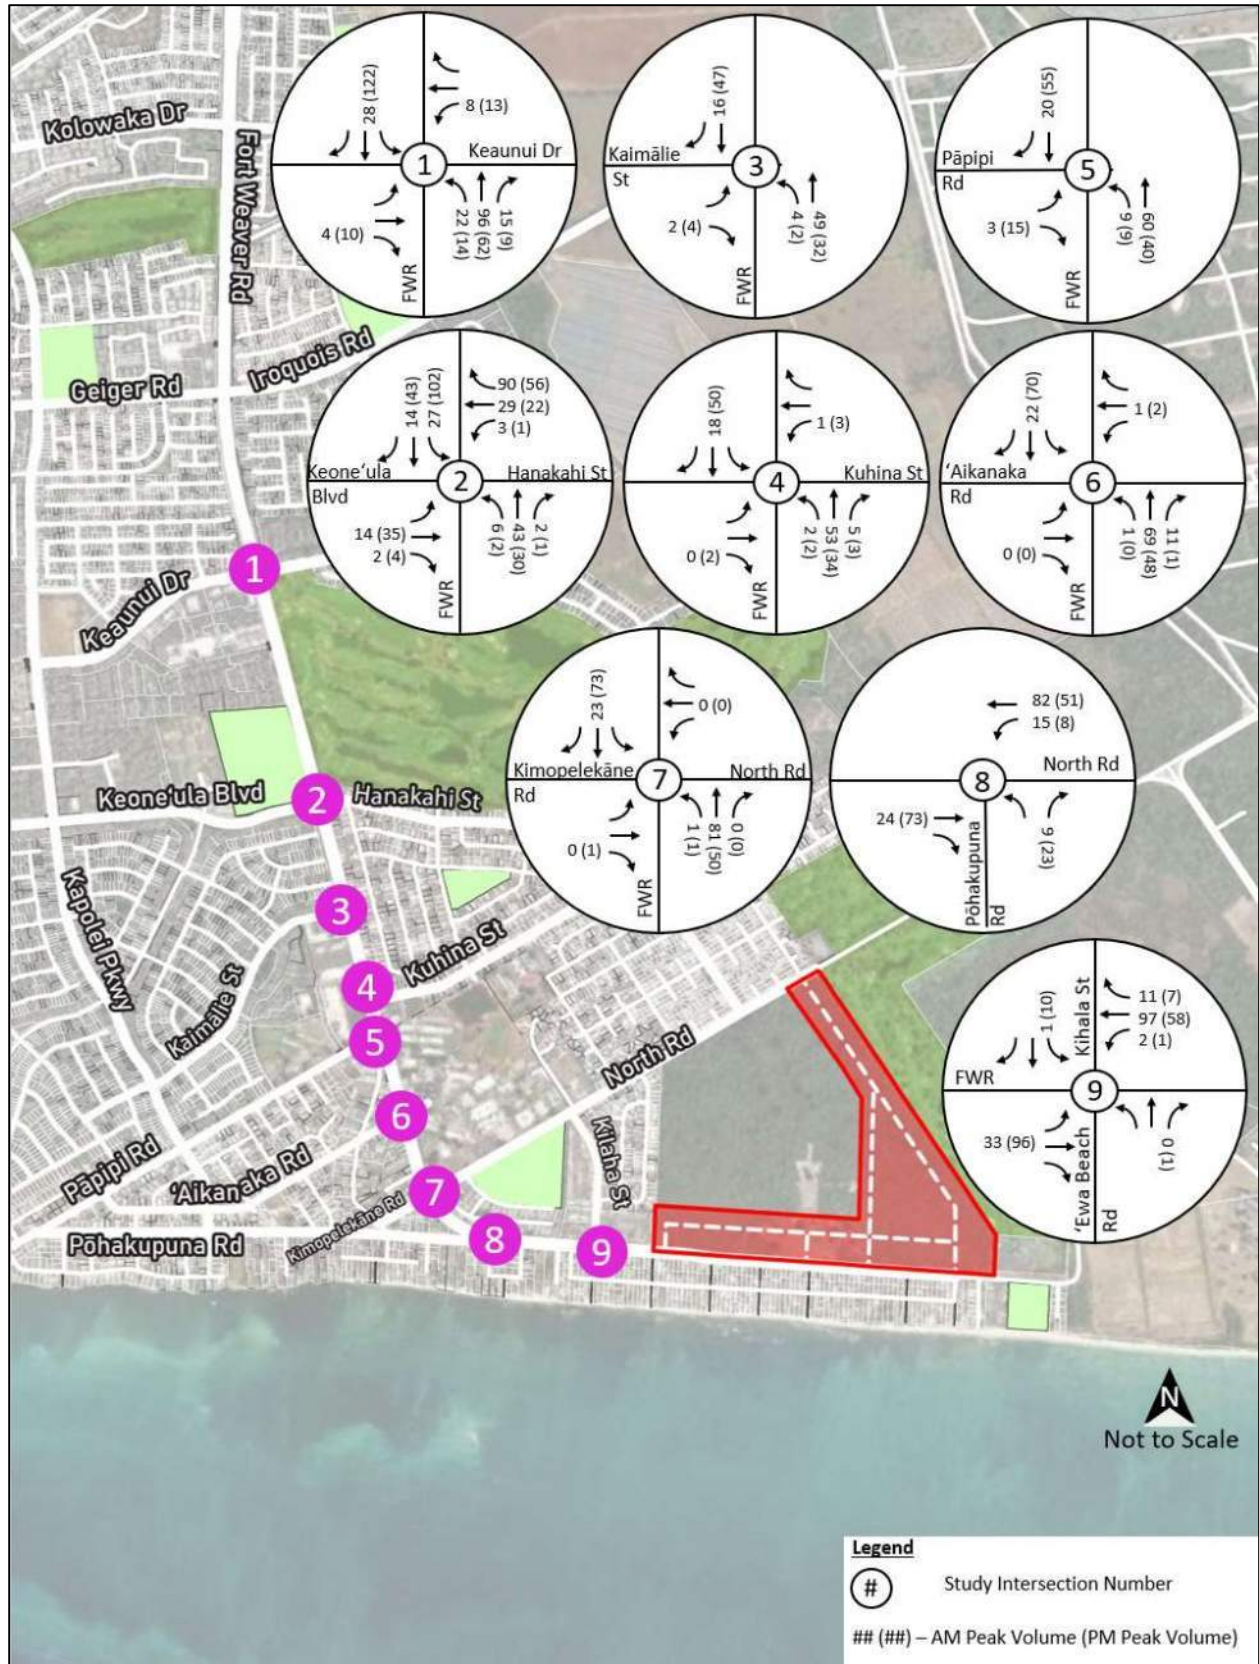 Kolowaka Dr
Fort Weaver Rd
Geiger Rd
Iroquois Rd
Keaunui Dr
Keone'ula Blvd
Hanakahi St
Kapolei Pkwy
Kaimālie St
Kuhina St
North Rd
Kilaha St
Pāpipi Rd
'Aikanaka Rd
Kimopelekāne Rd
Pōhakupuna Rd
1
2
3
4
5
6
7
8
9
28 (122)
8 (13)
1
Keaunui Dr
4 (10)
22 (14)
96 (62)
15 (9)
FWR
16 (47)
Kaimālie
St
3
2 (4)
4 (2)
49 (32)
FWR
20 (55)
Pāpipi
Rd
5
3 (15)
9 (9)
60 (40)
FWR
14 (43)
27 (102)
90 (56)
29 (22)
3 (1)
Keone'ula
Blvd
2
Hanakahi St
14 (35)
2 (4)
6 (2)
43 (30)
2 (1)
FWR
18 (50)
1 (3)
4
Kuhina St
0 (2)
2 (2)
53 (34)
5 (3)
FWR
22 (70)
1 (2)
'Aikanaka
Rd
6
0 (0)
1 (0)
69 (48)
11 (1)
FWR
23 (73)
0 (0)
Kimopelekāne
Rd
7
North Rd
0 (1)
1 (1)
81 (50)
0 (0)
FWR
82 (51)
15 (8)
8
North Rd
24 (73)
9 (23)
Pōhakupuna
Rd
1 (10)
Kihala St
11 (7)
97 (58)
2 (1)
FWR
9
33 (96)
'Ewa Beach
Rd
0 (1)
N
Not to Scale
Legend
# Study Intersection Number
## (##) – AM Peak Volume (PM Peak Volume)